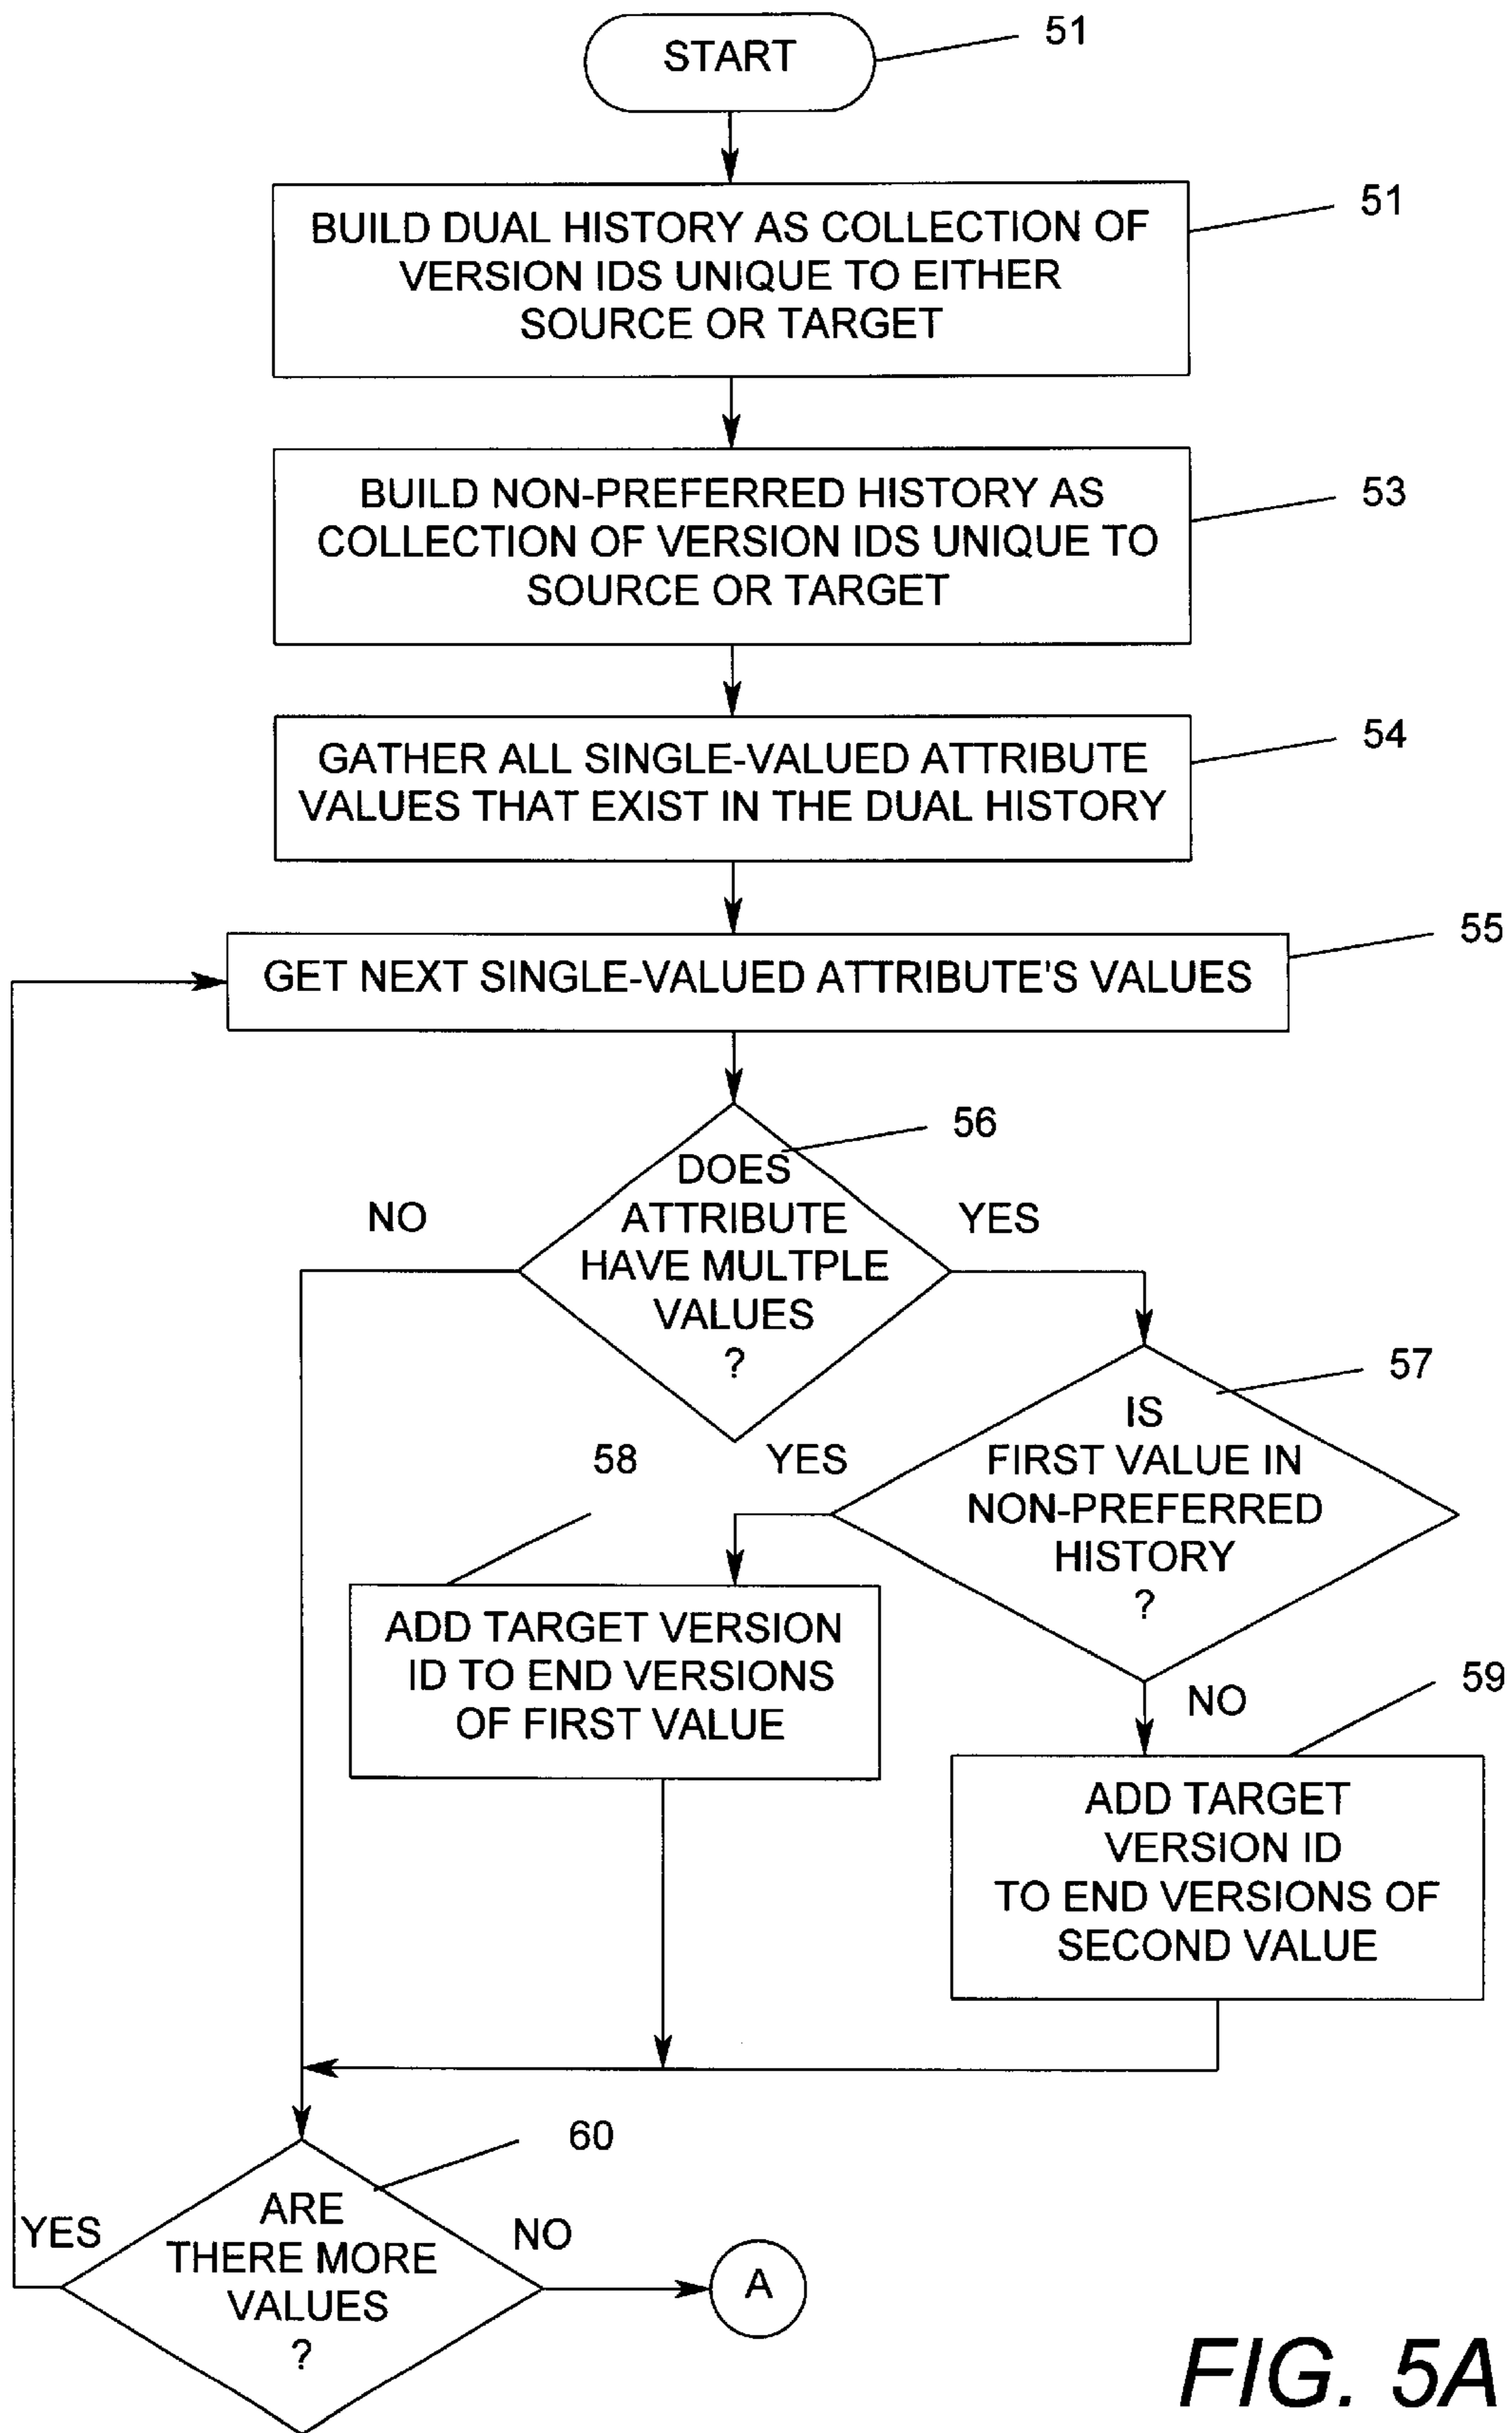 START
51
BUILD DUAL HISTORY AS COLLECTION OF
VERSION IDS UNIQUE TO EITHER
SOURCE OR TARGET
51
BUILD NON-PREFERRED HISTORY AS
COLLECTION OF VERSION IDS UNIQUE TO
SOURCE OR TARGET
53
GATHER ALL SINGLE-VALUED ATTRIBUTE
VALUES THAT EXIST IN THE DUAL HISTORY
54
GET NEXT SINGLE-VALUED ATTRIBUTE'S VALUES
55
DOES
ATTRIBUTE
HAVE MULTPLE
VALUES
?
56
NO
YES
IS
FIRST VALUE IN
NON-PREFERRED
HISTORY
?
57
YES
58
ADD TARGET VERSION
ID TO END VERSIONS
OF FIRST VALUE
NO
59
ADD TARGET
VERSION ID
TO END VERSIONS OF
SECOND VALUE
60
ARE
THERE MORE
VALUES
?
YES
NO
A
FIG. 5A